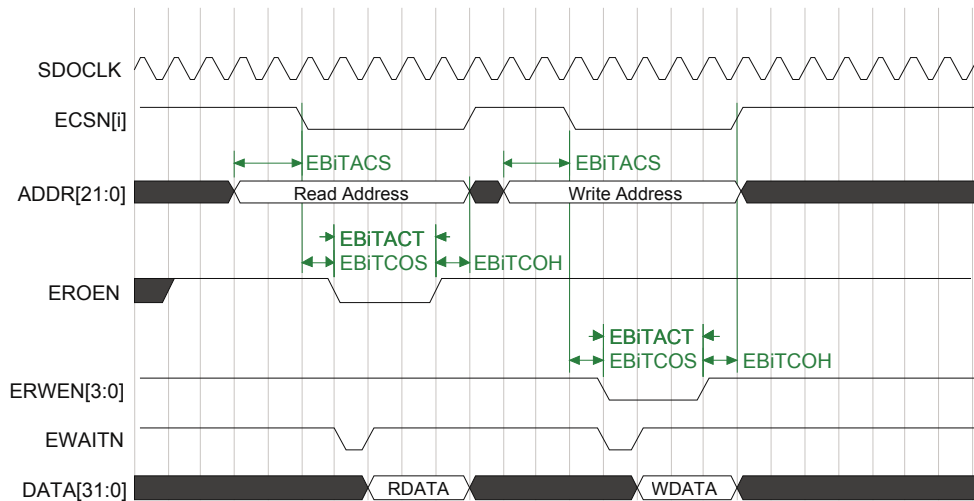 SDOCLK
ECSN[i]
EBiTACS EBiTACS
ADDR[21:0] Read Address Write Address
EBiTACT
EBiTCOS EBiTCOH
EROEN
EBiTACT
EBiTCOS EBiTCOH
ERWEN[3:0]
EWAITN
DATA[31:0] RDATA WDATA